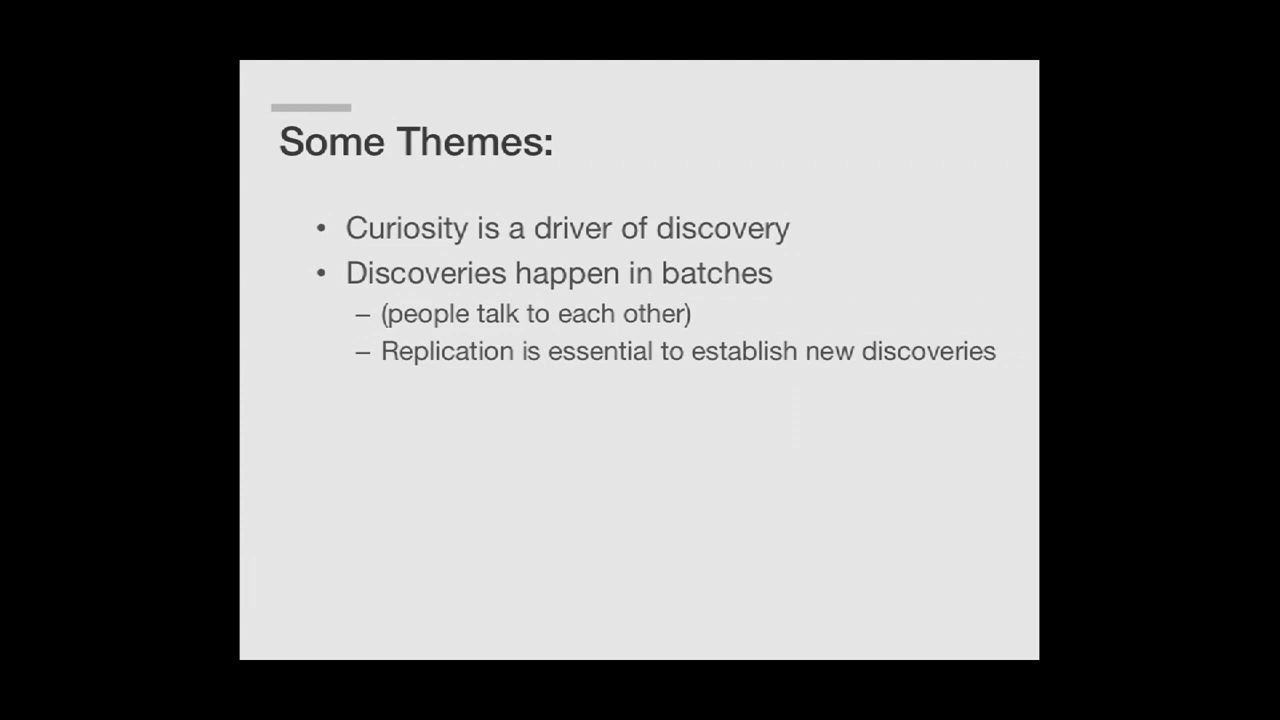 Some Themes:
• Curiosity is a driver of discovery
• Discoveries happen in batches
– (people talk to each other)
– Replication is essential to establish new discoveries